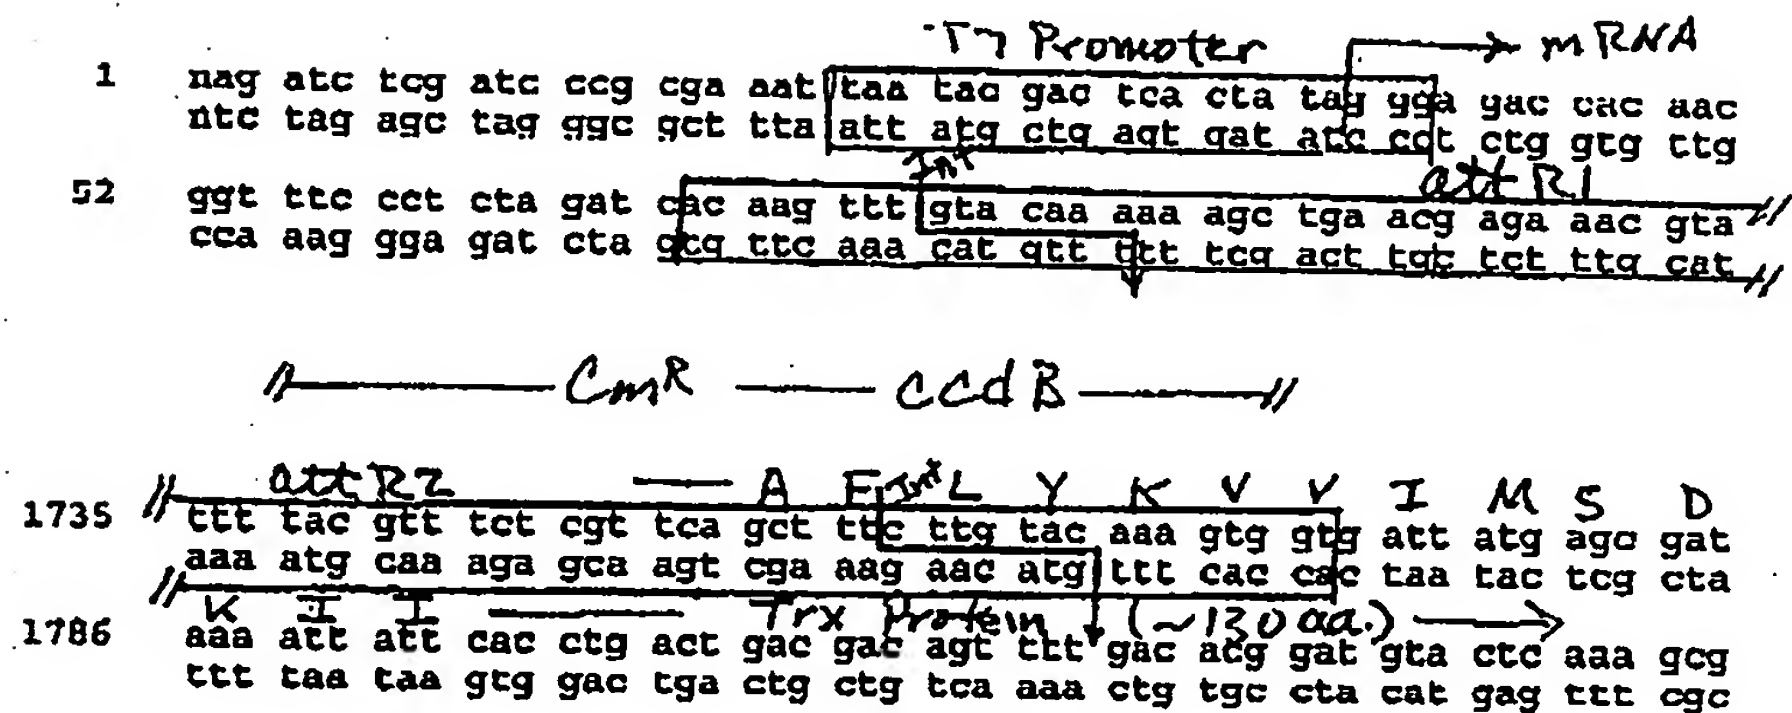 T7 Promoter mRNA
1 nag atc tcg atc ccg cga aat taa tac gac tca cta tag gga gac cac aac
ntc tag agc tag ggc gct tta att atg ctg agt gat atc cct ctg gtg ttg
Int attR1
52 ggt ttc cct cta gat cac aag ttt gta caa aaa agc tga acg aga aac gta
cca aag gga gat cta gtg ttc aaa cat gtt ttt tcg act tgc tct ttg cat
CmR ccdB
attR2 A F Int L Y K V V I M S D
1735 ttt tac gtt tct cgt tca gct ttc ttg tac aaa gtg gtg att atg agc gat
aaa atg caa aga gca agt cga aag aac atg ttt cac cac taa tac tcg cta
K I I Trx Protein (~130 aa.)
1786 aaa att att cac ctg act gac gac agt ttt gac acg gat gta ctc aaa gcg
ttt taa taa gtg gac tga ctg ctg tca aaa ctg tgc cta cat gag ttt cgc